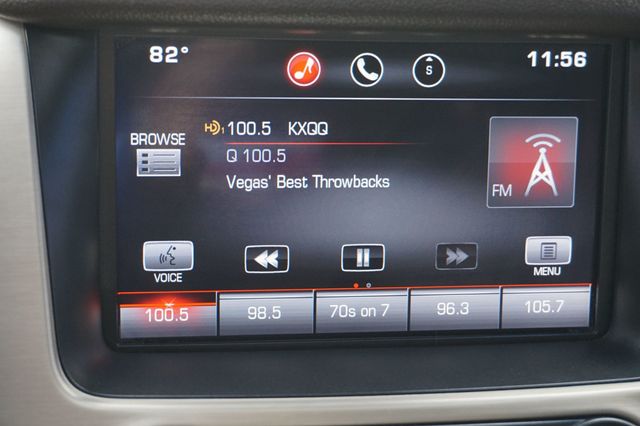 82° S 11:56
BROWSE
HD1 100.5 KXQQ
Q 100.5
Vegas' Best Throwbacks
FM
VOICE MENU
100.5 98.5 70s on 7 96.3 105.7